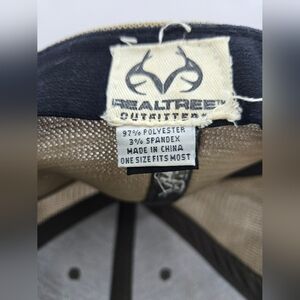 REALTREE
OUTFITTERS
97% POLYESTER
3% SPANDEX
MADE IN CHINA
ONE SIZE FITS MOST